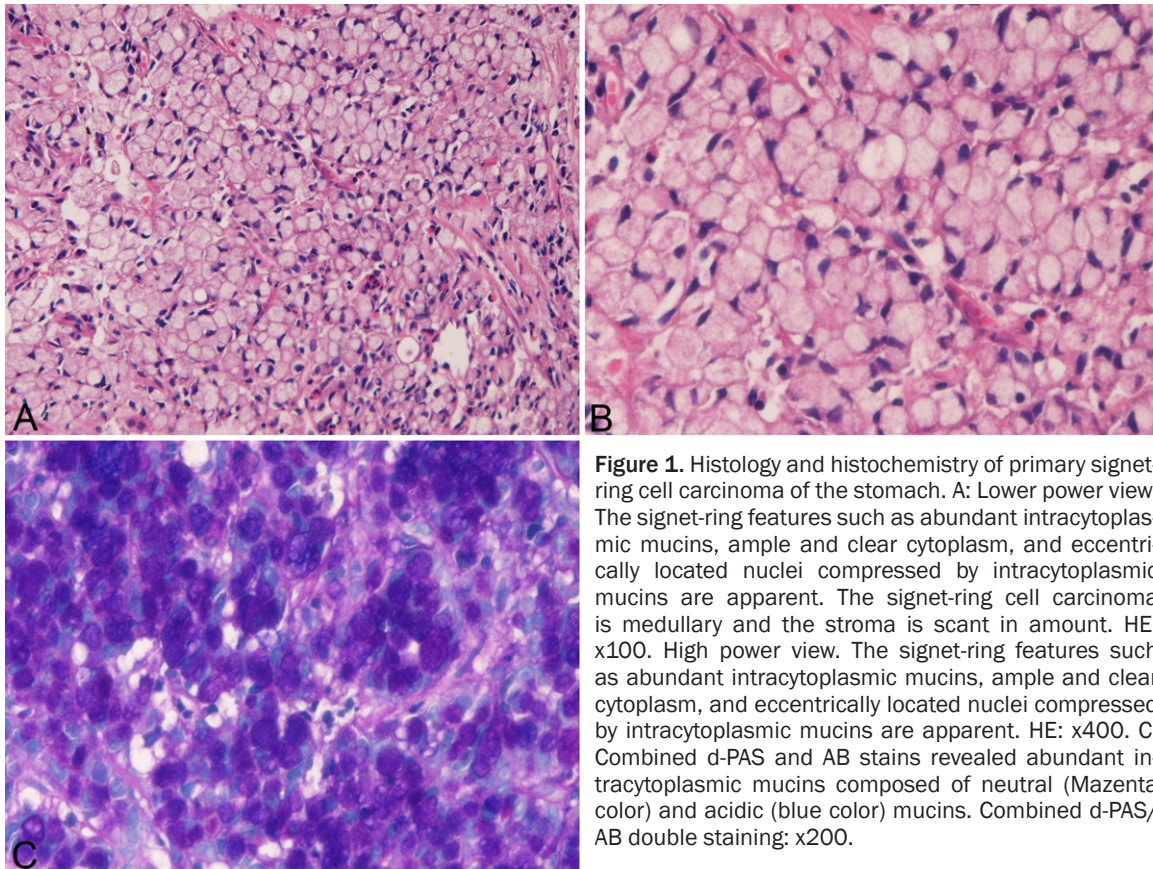 A
B
C
Figure 1. Histology and histochemistry of primary signet-
ring cell carcinoma of the stomach. A: Lower power view
The signet-ring features such as abundant intracytoplas-
mic mucins, ample and clear cytoplasm, and eccentri-
cally located nuclei compressed by intracytoplasmic
mucins are apparent. The signet-ring cell carcinoma
is medullary and the stroma is scant in amount. HE
x100. High power view. The signet-ring features such
as abundant intracytoplasmic mucins, ample and clear
cytoplasm, and eccentrically located nuclei compressed
by intracytoplasmic mucins are apparent. HE: x400. C
Combined d-PAS and AB stains revealed abundant in-
tracytoplasmic mucins composed of neutral (Mazenta
color) and acidic (blue color) mucins. Combined d-PAS/
AB double staining: x200.